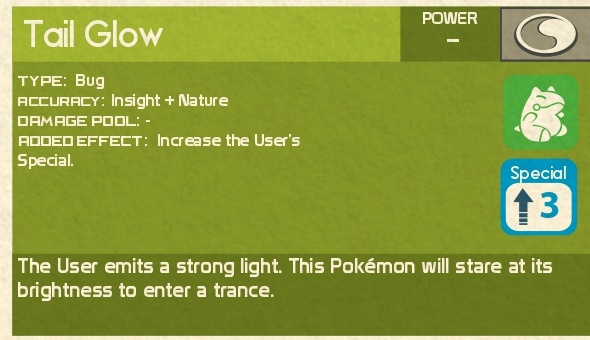 Tail Glow
POWER
–
TYPE: Bug
ACCURACY: Insight + Nature
DAMAGE POOL: -
ADDED EFFECT: Increase the User's
Special.
Special
3
The User emits a strong light. This Pokémon will stare at its
brightness to enter a trance.